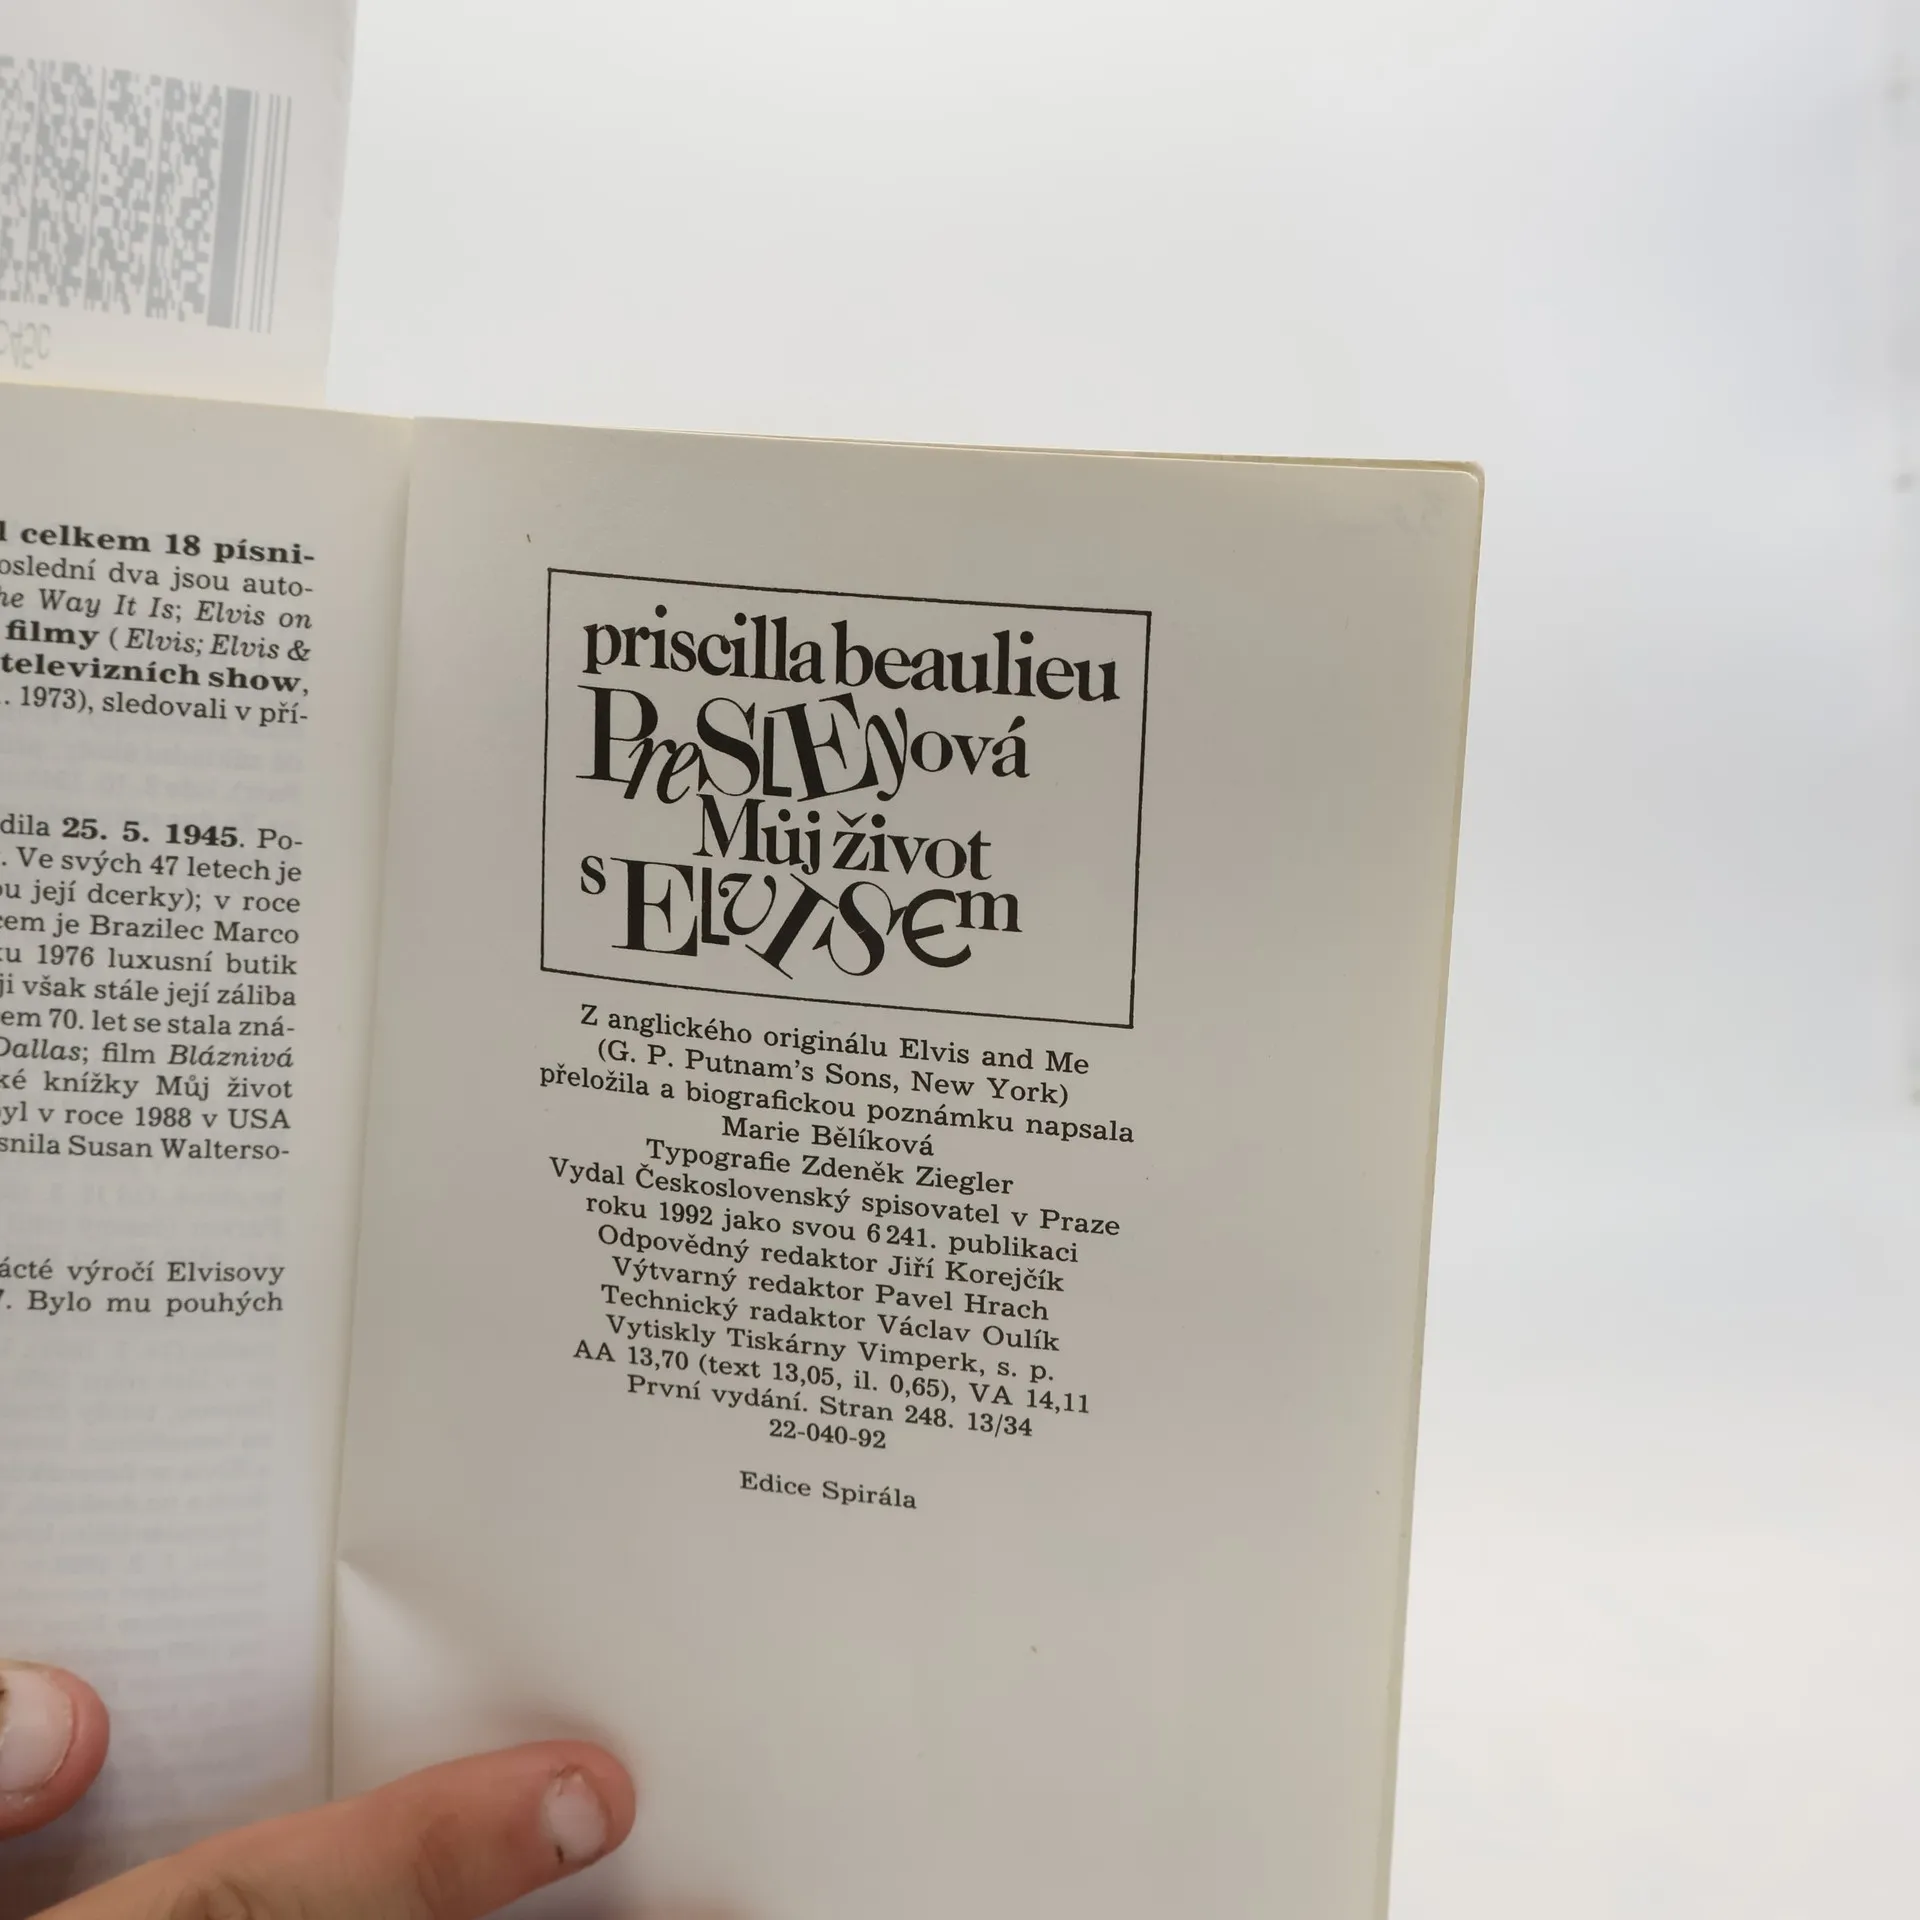 celkem 18 písni-
oslední dva jsou auto-
he Way It Is; Elvis on
filmy (Elvis; Elvis &
televizních show,
. 1973), sledovali v pří-
dila 25. 5. 1945. Po-
. Ve svých 47 letech je
ou její dcerky); v roce
cem je Brazilec Marco
ku 1976 luxusní butik
ji však stále její záliba
em 70. let se stala zná-
Dallas; film Bláznivá
ké knížky Můj život
byl v roce 1988 v USA
snila Susan Walterso-
ácté výročí Elvisovy
7. Bylo mu pouhých
priscilla beaulieu
PreSLEyová
Můj život
s ELvISEm
Z anglického originálu Elvis and Me
(G. P. Putnam's Sons, New York)
přeložila a biografickou poznámku napsala
Marie Bělíková
Typografie Zdeněk Ziegler
Vydal Československý spisovatel v Praze
roku 1992 jako svou 6 241. publikaci
Odpovědný redaktor Jiří Korejčík
Výtvarný redaktor Pavel Hrach
Technický radaktor Václav Oulík
Vytiskly Tiskárny Vimperk, s. p.
AA 13,70 (text 13,05, il. 0,65), VA 14,11
První vydání. Stran 248. 13/34
22-040-92
Edice Spirála